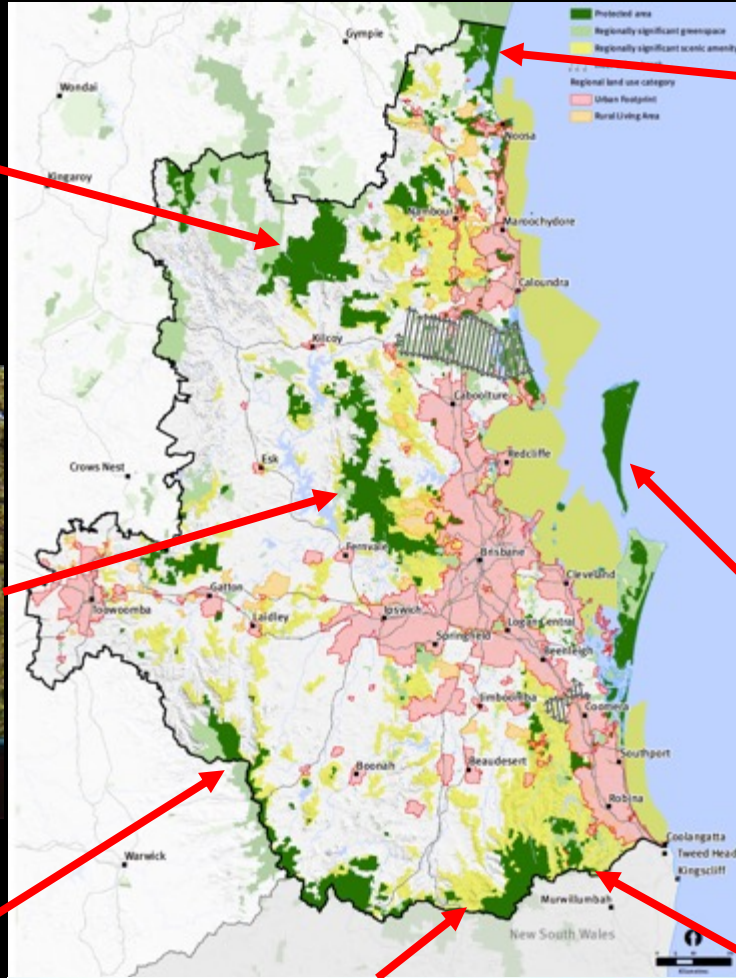 Protected area
Regionally significant greenspace
Regionally significant scenic amenity
Regional land use category
Urban Footprint
Rural Living Area
Gympie
Wondai
Noosa
Kingaroy
Nambour
Maroochydore
Caloundra
Kilcoy
Caboolture
Redcliffe
Esk
Crows Nest
Fernvale
Brisbane
Cleveland
Gatton
Toowoomba
Laidley
Ipswich
Logan Central
Springfield
Beenleigh
Jimboomba
Coomera
Southport
Boonah
Beaudesert
Robina
Coolangatta
Tweed Head
Warwick
Kingscliff
Murwillumbah
New South Wales
Kilometres